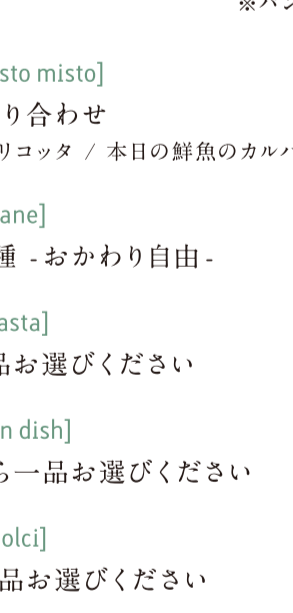 ※パン
sto misto]
り合わせ
リコッタ / 本日の鮮魚のカルパ
ane]
種 -おかわり自由-
asta]
品お選びください
n dish]
ら一品お選びください
olci]
品お選びください